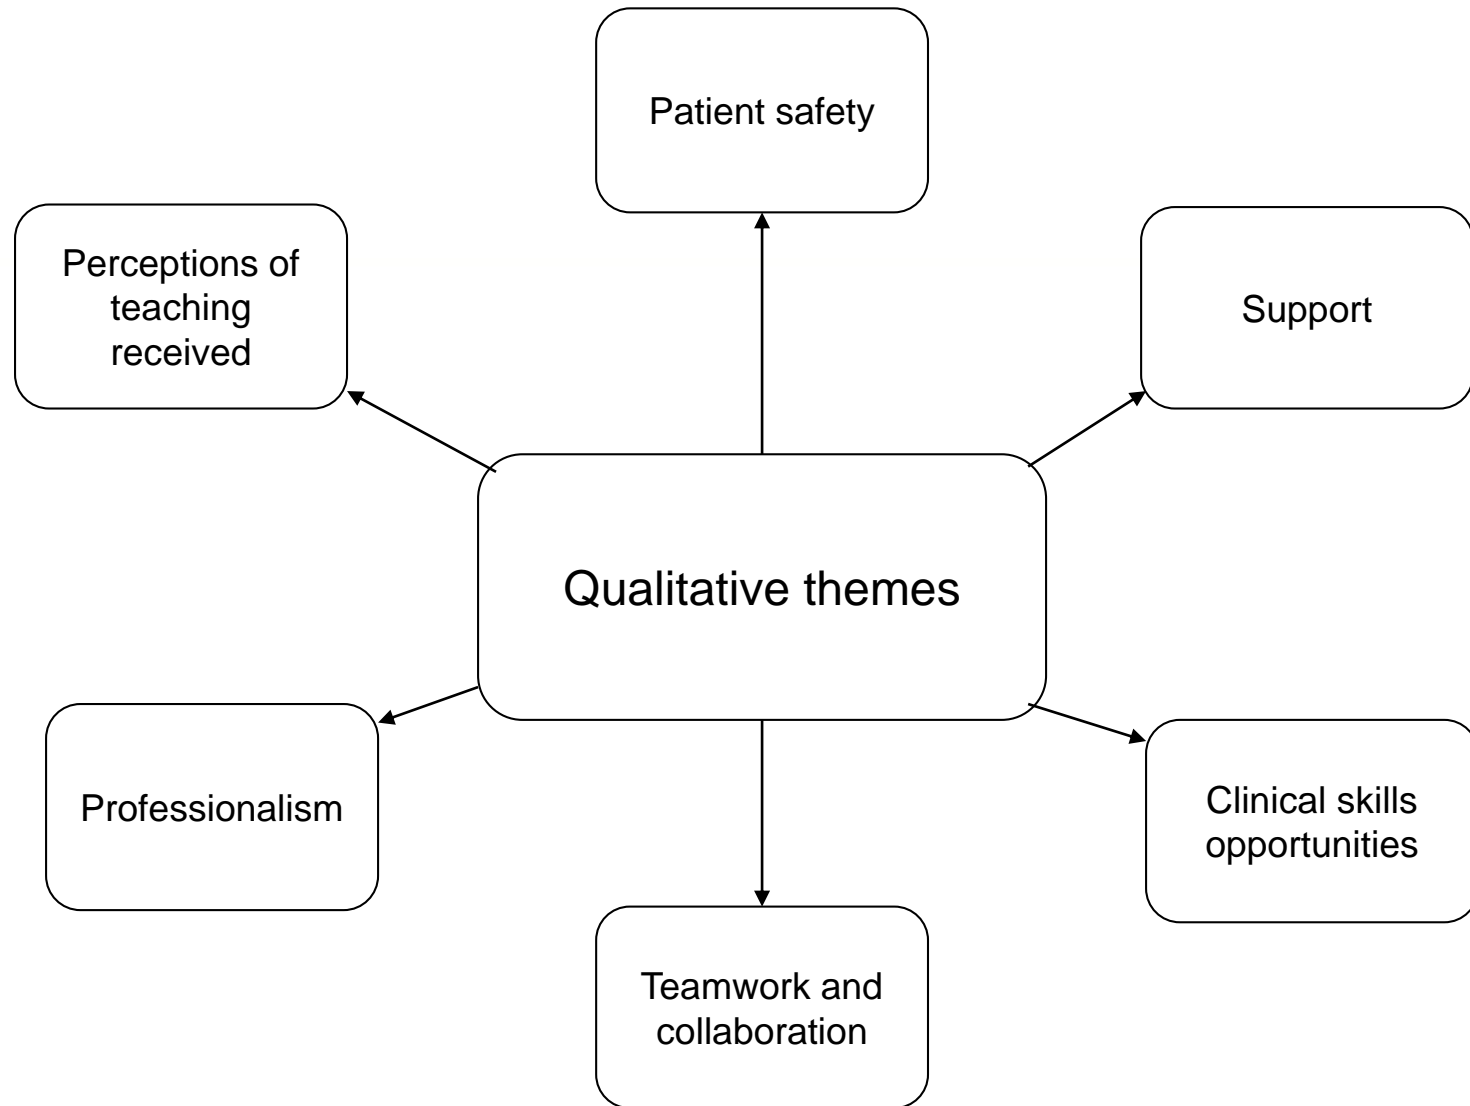 Patient safety
Perceptions of
teaching
received
Support
Qualitative themes
Professionalism
Clinical skills
opportunities
Teamwork and
collaboration